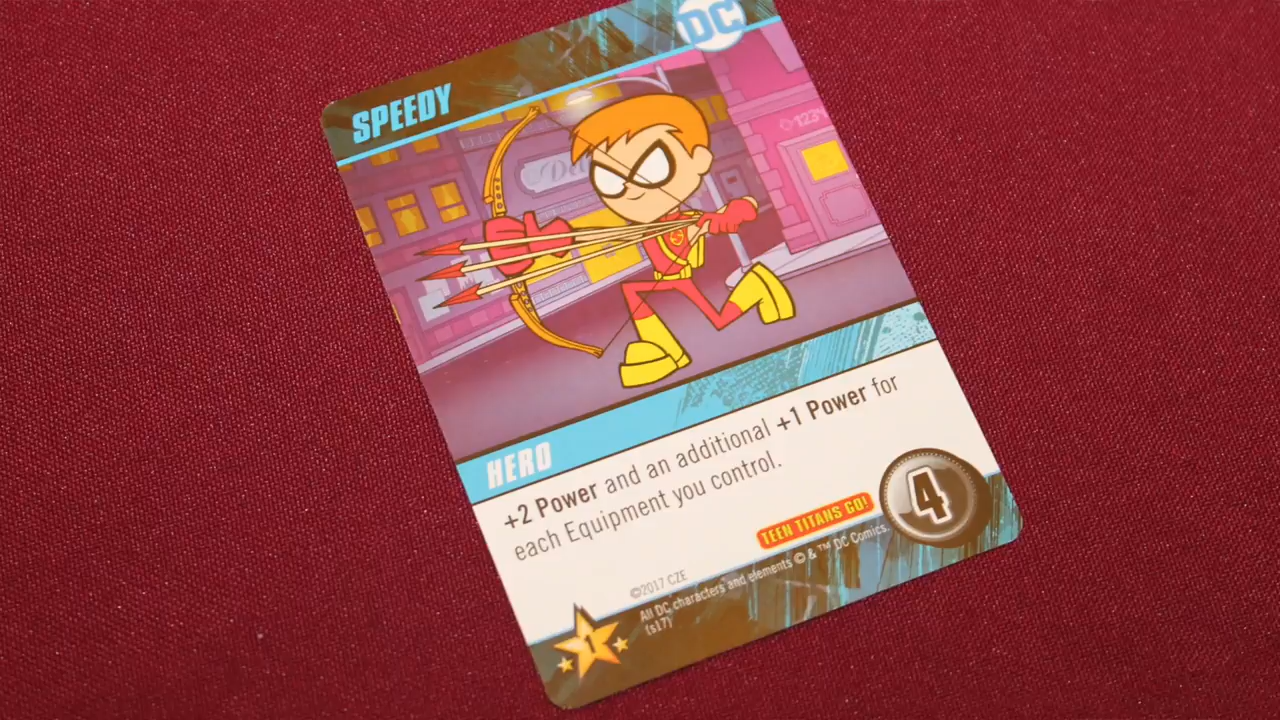 DC
SPEEDY
123
HERO
+2 Power and an additional +1 Power for
each Equipment you control.
TEEN TITANS GO!
4
©2017 CZE
All DC characters and elements © & ™ DC Comics.
(s17)
1